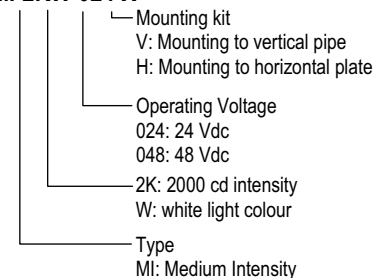 Mounting kit
V: Mounting to vertical pipe
H: Mounting to horizontal plate
Operating Voltage
024: 24 Vdc
048: 48 Vdc
2K: 2000 cd intensity
W: white light colour
Type
MI: Medium Intensity